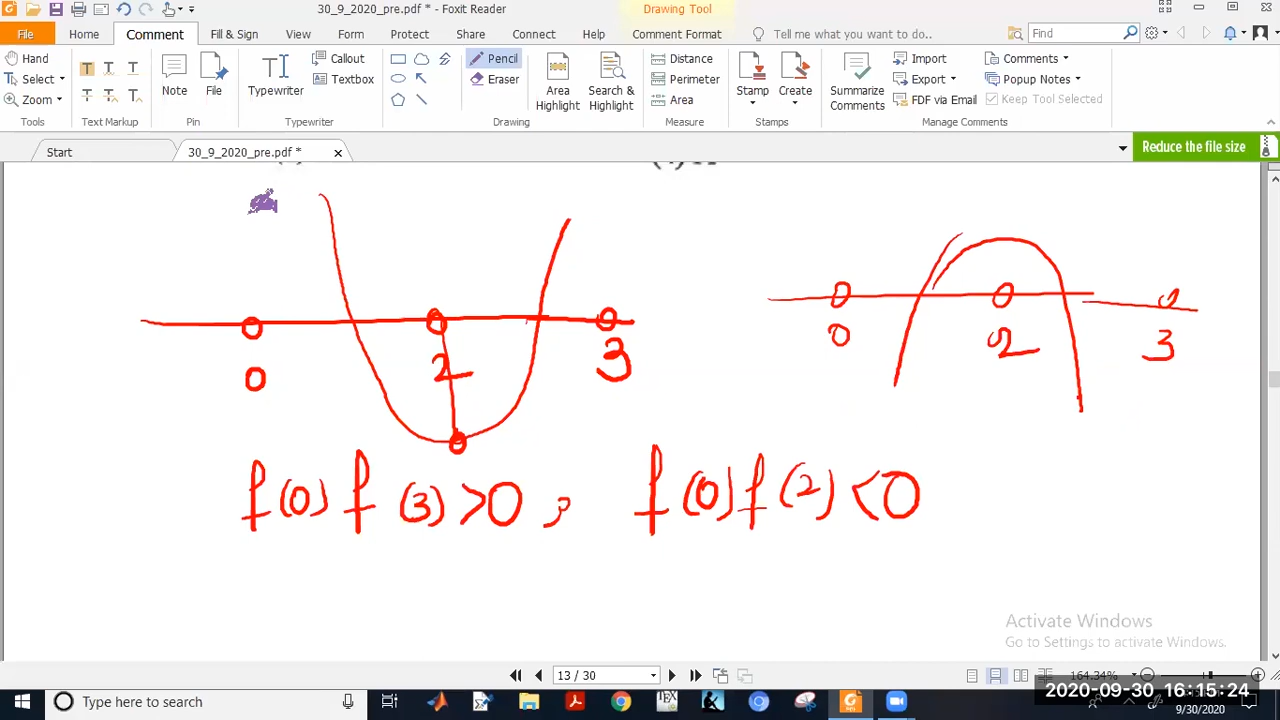 30_9_2020_pre.pdf * - Foxit Reader
Drawing Tool
File Home Comment Fill & Sign View Form Protect Share Connect Help Comment Format Tell me what you want to do.. Find
Hand
Select
Zoom
Tools
Text Markup
Note
File
Pin
Typewriter
Callout
Textbox
Typewriter
Pencil
Eraser
Drawing
Area Highlight
Search & Highlight
Distance
Perimeter
Area
Measure
Stamp
Create
Stamps
Summarize Comments
Import
Export
FDF via Email
Comments
Popup Notes
Keep Tool Selected
Manage Comments
Start
30_9_2020_pre.pdf *
Reduce the file size
0 2 3
0 2 3
f(0) f(3)>0, f(0) f(2)<0
Activate Windows
Go to Settings to activate Windows.
13 / 30
164.34%
Type here to search
2020-09-30 16:15:24
9/30/2020